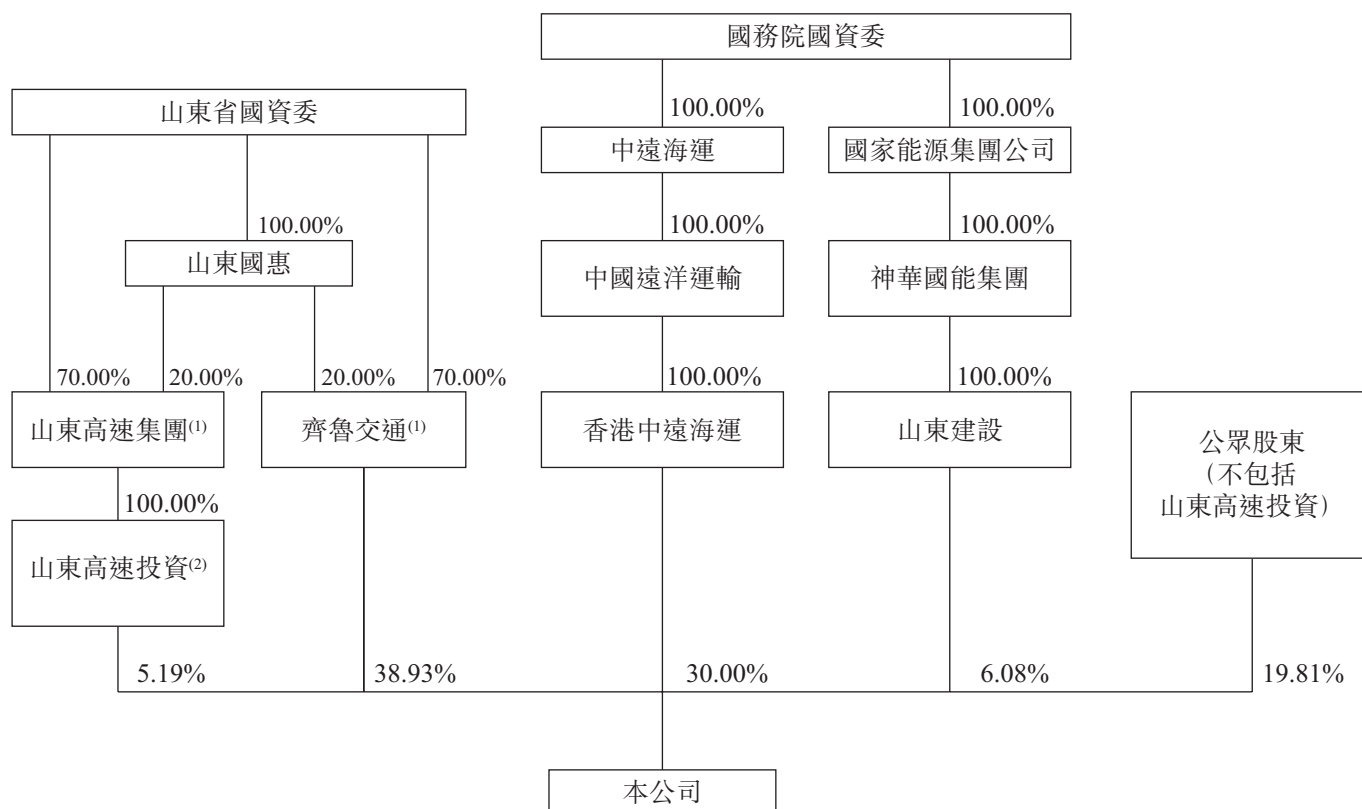 國務院國資委
山東省國資委
100.00%
100.00%
中遠海運
國家能源集團公司
100.00%
100.00%
100.00%
山東國惠
中國遠洋運輸
神華國能集團
70.00%
20.00%
20.00%
70.00%
100.00%
100.00%
山東高速集團(1)
齊魯交通(1)
香港中遠海運
山東建設
公眾股東
（不包括
山東高速投資）
100.00%
山東高速投資(2)
5.19%
38.93%
30.00%
6.08%
19.81%
本公司